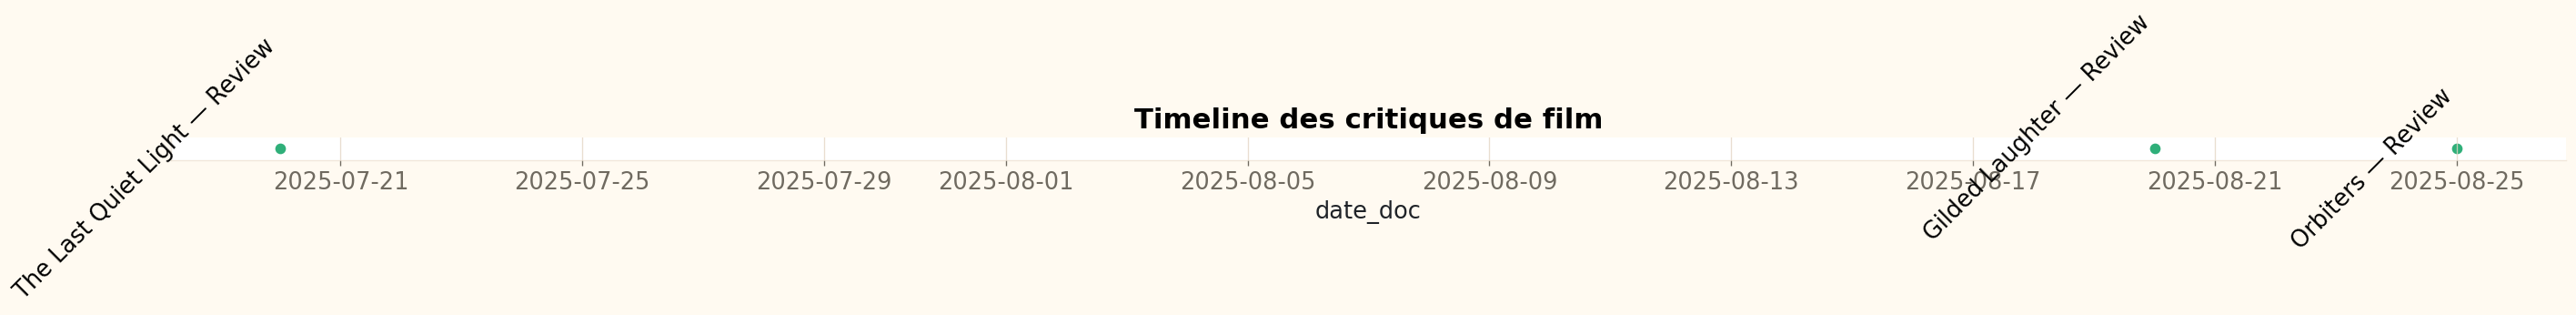 Timeline des critiques de film
The Last Quiet Light — Review
Gilded Laughter — Review
Orbiters — Review
2025-07-21
2025-07-25
2025-07-29
2025-08-01
2025-08-05
2025-08-09
2025-08-13
2025-08-17
2025-08-21
2025-08-25
date_doc